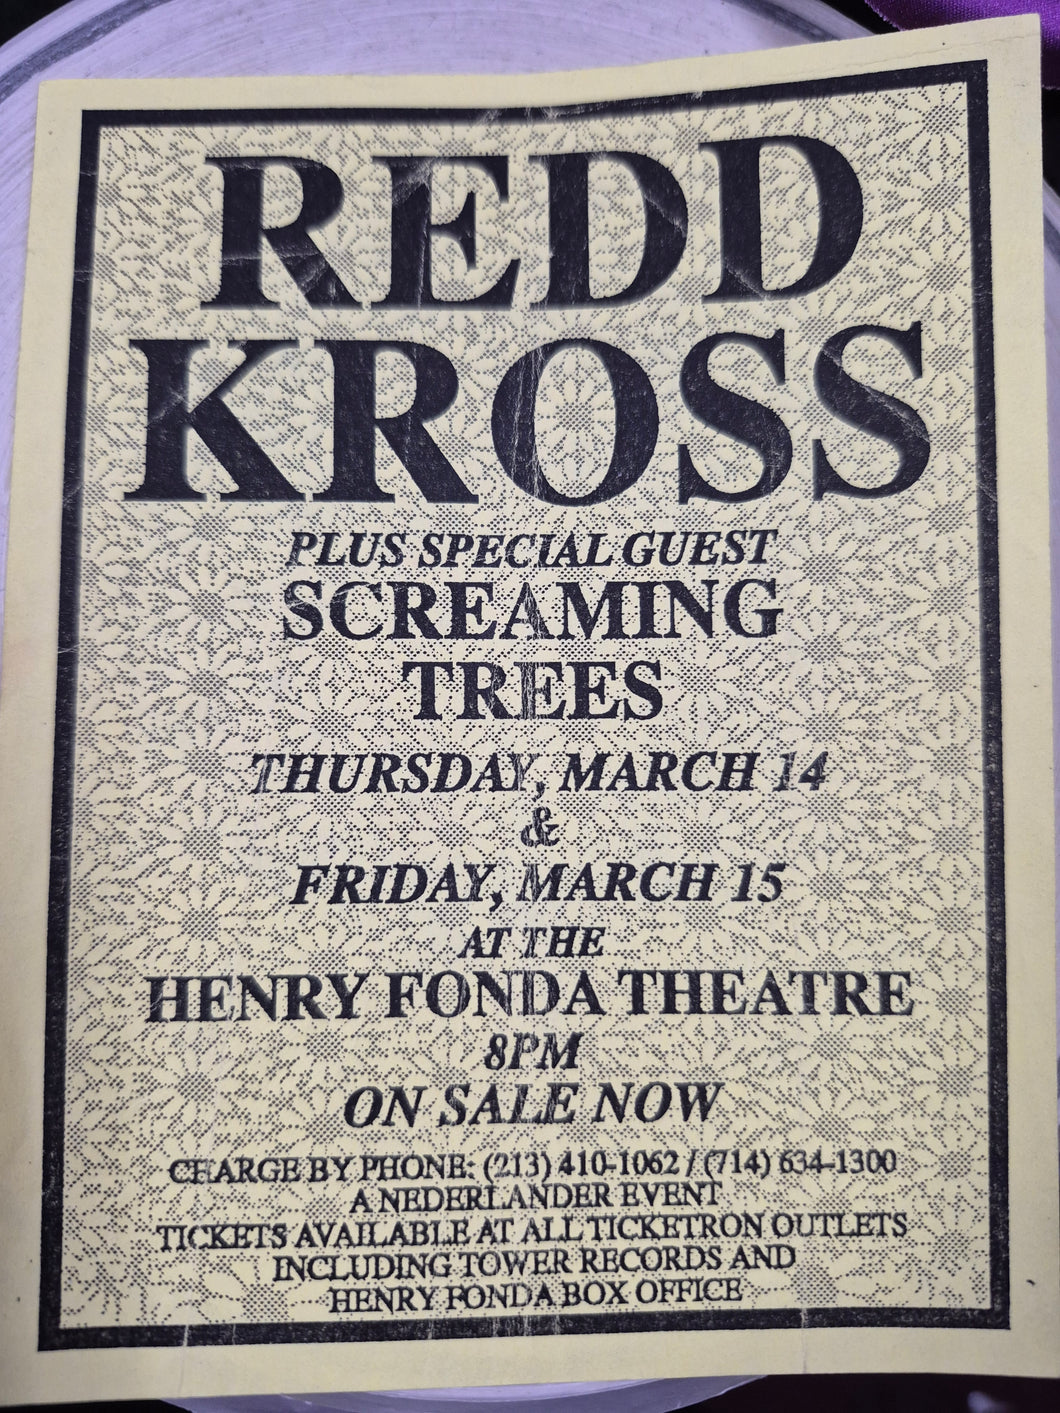 REDD
KROSS
PLUS SPECIAL GUEST
SCREAMING
TREES
THURSDAY, MARCH 14
&
FRIDAY, MARCH 15
AT THE
HENRY FONDA THEATRE
8PM
ON SALE NOW
CHARGE BY PHONE: (213) 410-1062 / (714) 634-1300
A NEDERLANDER EVENT
TICKETS AVAILABLE AT ALL TICKETRON OUTLETS
INCLUDING TOWER RECORDS AND
HENRY FONDA BOX OFFICE